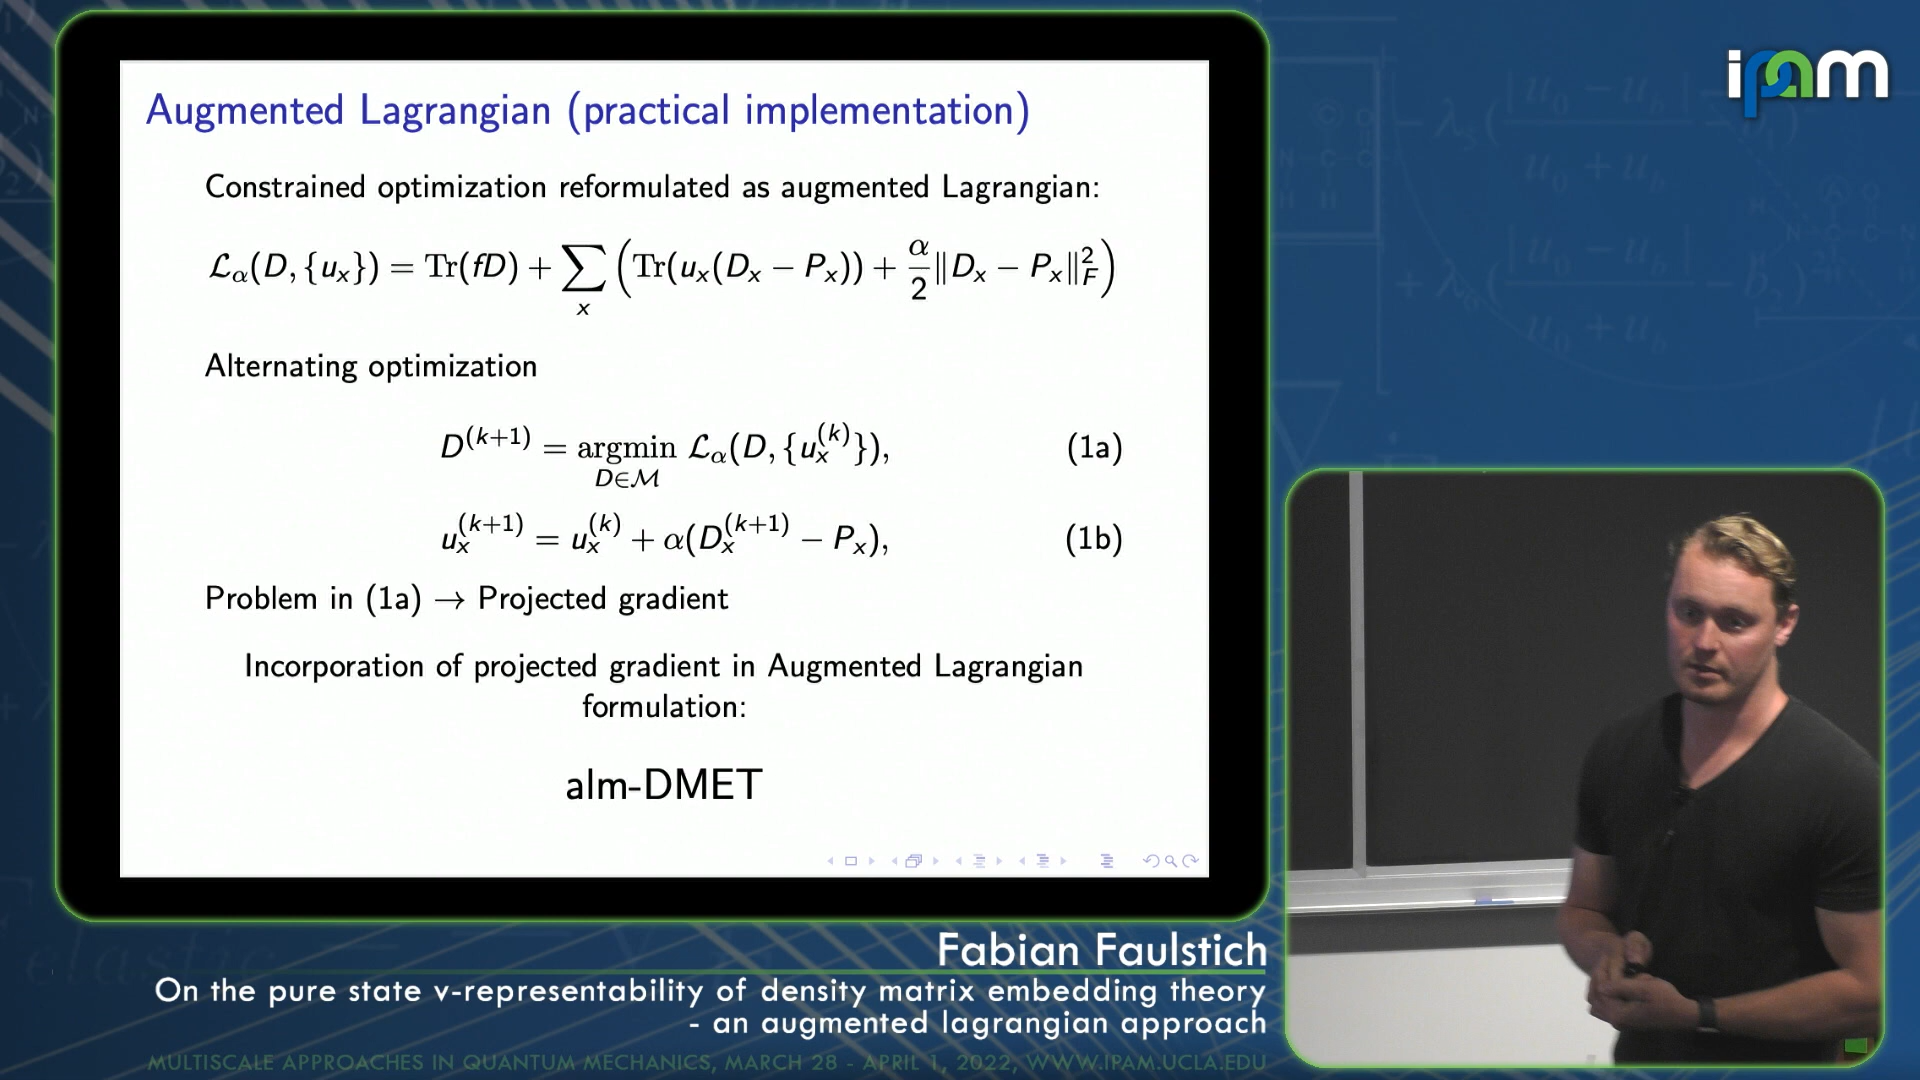 ipam
Augmented Lagrangian (practical implementation)
Constrained optimization reformulated as augmented Lagrangian:
ℒ_α(D, {u_x}) = Tr(fD) + ∑_x (Tr(u_x(D_x − P_x)) + α/2 ‖D_x − P_x‖²_F)
Alternating optimization
D^(k+1) = argmin_{D∈ℳ} ℒ_α(D, {u_x^(k)}), (1a)
u_x^(k+1) = u_x^(k) + α(D_x^(k+1) − P_x), (1b)
Problem in (1a) → Projected gradient
Incorporation of projected gradient in Augmented Lagrangian
formulation:
alm-DMET
Fabian Faulstich
On the pure state v-representability of density matrix embedding theory
- an augmented lagrangian approach
MULTISCALE APPROACHES IN QUANTUM MECHANICS, MARCH 28 - APRIL 1, 2022, WWW.IPAM.UCLA.EDU